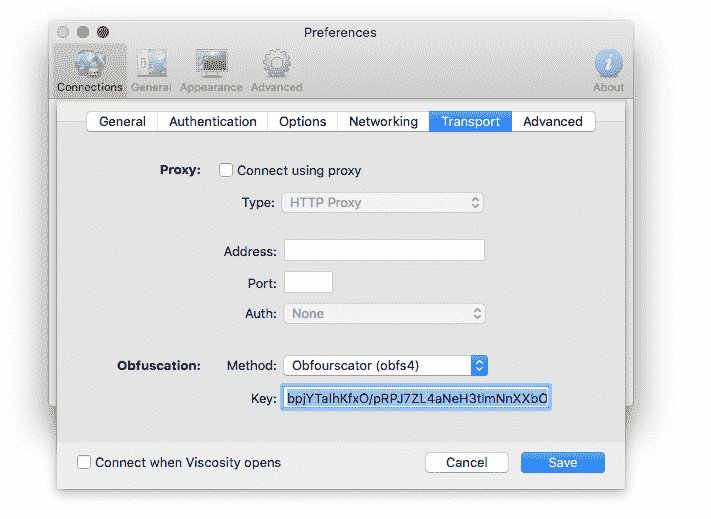 Preferences
Connections General Appearance Advanced About
General Authentication Options Networking Transport Advanced
Proxy: Connect using proxy
Type: HTTP Proxy
Address:
Port:
Auth: None
Obfuscation: Method: Obfourscator (obfs4)
Key: bpjYTaIhKfxO/pRPJ7ZL4aNeH3tImNnXXbO
Connect when Viscosity opens Cancel Save